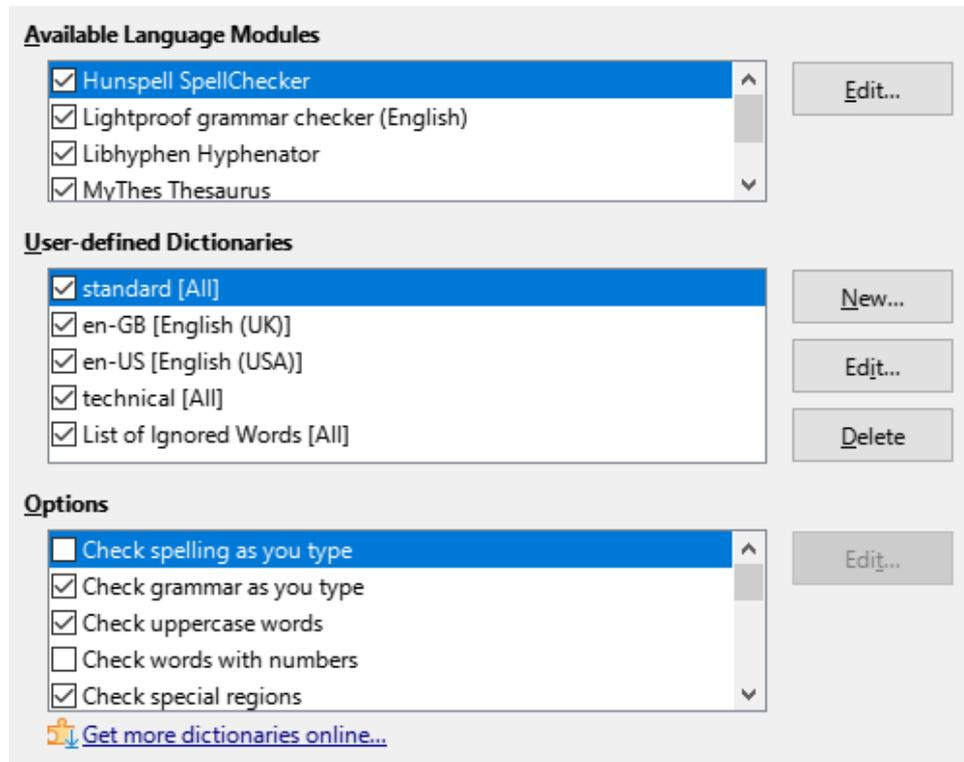 Available Language Modules
Hunspell SpellChecker
Edit...
Lightproof grammar checker (English)
Libhyphen Hyphenator
MyThes Thesaurus
User-defined Dictionaries
standard [All]
New...
en-GB [English (UK)]
en-US [English (USA)]
Edit...
technical [All]
List of Ignored Words [All]
Delete
Options
Check spelling as you type
Edit...
Check grammar as you type
Check uppercase words
Check words with numbers
Check special regions
Get more dictionaries online...